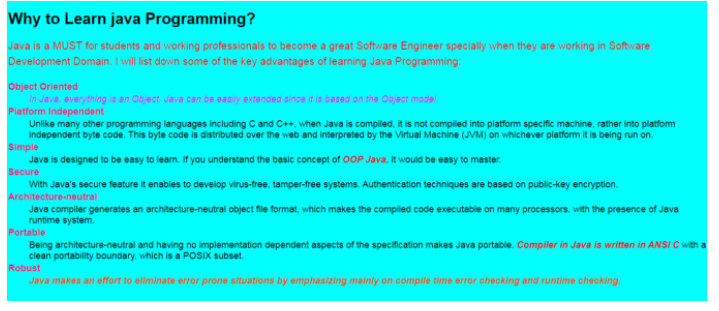 Why to Learn java Programming?
Java is a MUST for students and working professionals to become a great Software Engineer specially when they are working in Software
Development Domain. I will list down some of the key advantages of learning Java Programming:
Object Oriented
In Java, everything is an Object. Java can be easily extended since it is based on the Object model.
Platform Independent
Unlike many other programming languages including C and C++, when Java is compiled, it is not compiled into platform specific machine, rather into platform
independent byte code. This byte code is distributed over the web and interpreted by the Virtual Machine (JVM) on whichever platform it is being run on.
Simple
Java is designed to be easy to learn. If you understand the basic concept of OOP Java, it would be easy to master.
Secure
With Java's secure feature it enables to develop virus-free, tamper-free systems. Authentication techniques are based on public-key encryption.
Architecture-neutral
Java compiler generates an architecture-neutral object file format, which makes the compiled code executable on many processors, with the presence of Java
runtime system.
Portable
Being architecture-neutral and having no implementation dependent aspects of the specification makes Java portable. Compiler in Java is written in ANSI C with a
clean portability boundary, which is a POSIX subset.
Robust
Java makes an effort to eliminate error prone situations by emphasizing mainly on compile time error checking and runtime checking.